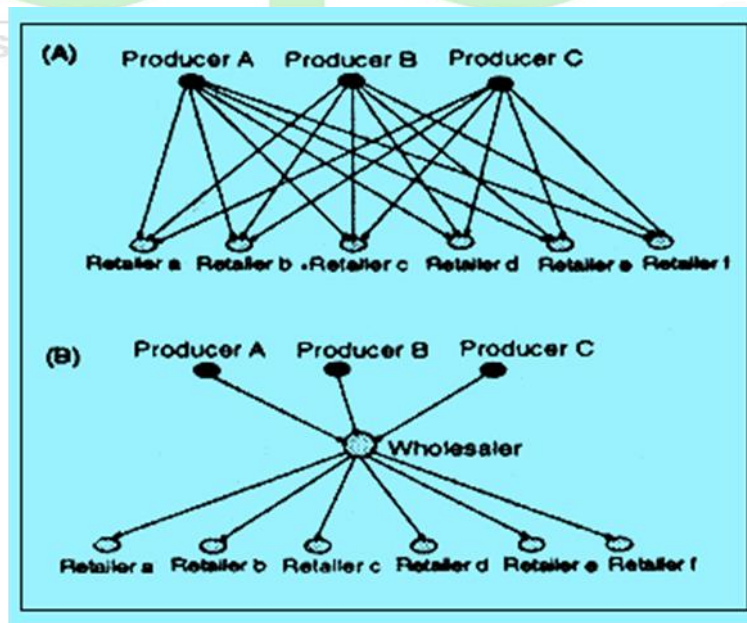 (A)
Producer A Producer B Producer C
Retailer a Retailer b Retailer c Retailer d Retailer e Retailer f
(B)
Producer A Producer B Producer C
Wholesaler
Retailer a Retailer b Retailer c Retailer d Retailer e Retailer f